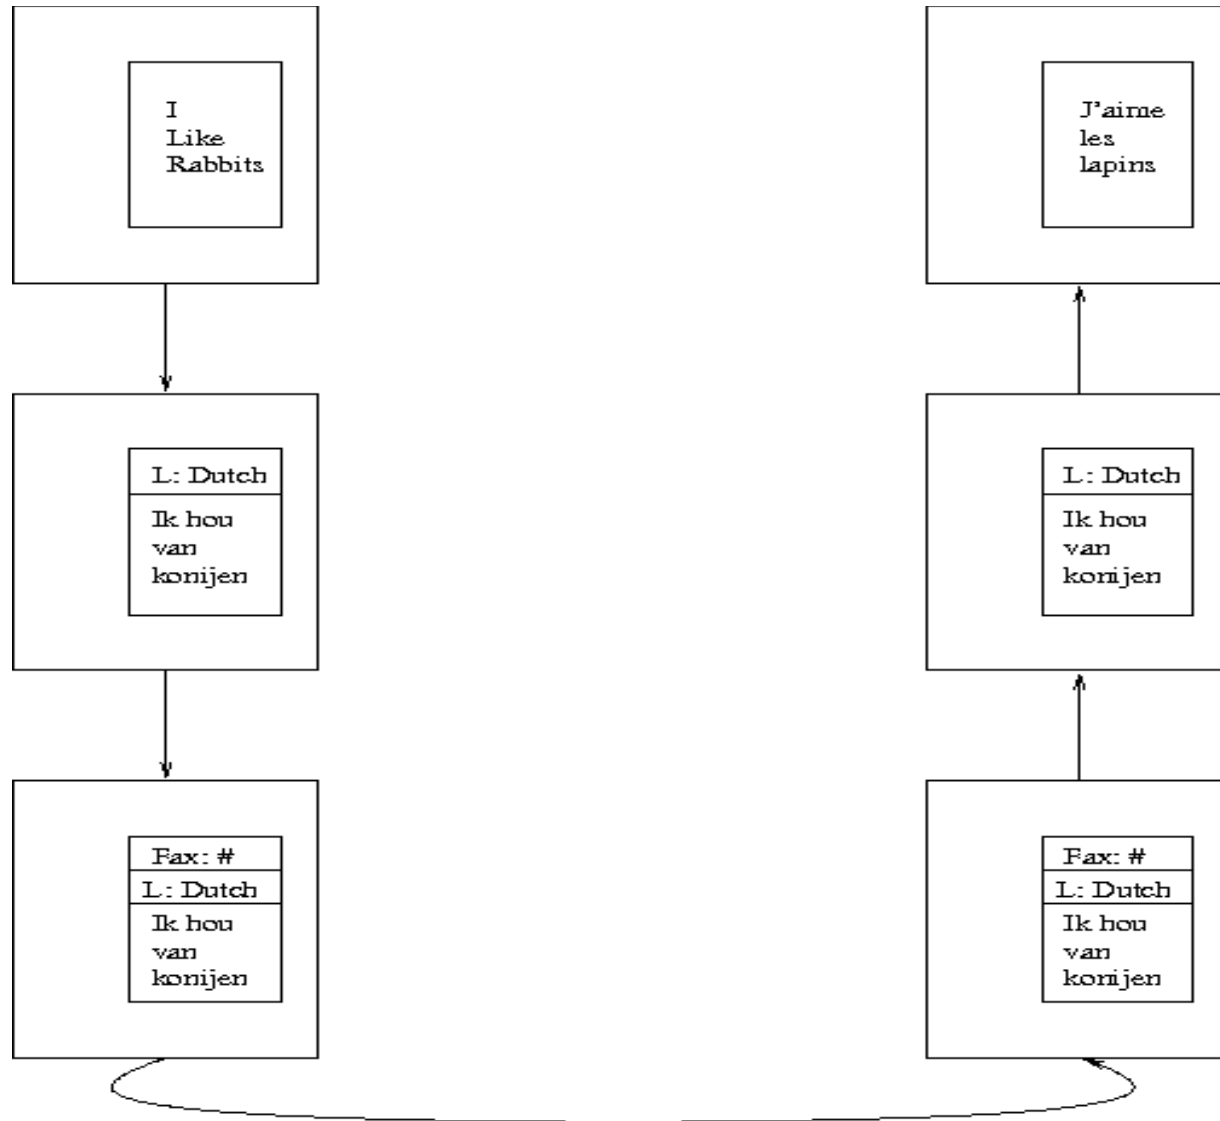 I
Like
Rabbits
L: Dutch
Ik hou
van
konijen
Fax: #
L: Dutch
Ik hou
van
konijen
J'aime
les
lapins
L: Dutch
Ik hou
van
konijen
Fax: #
L: Dutch
Ik hou
van
konijen